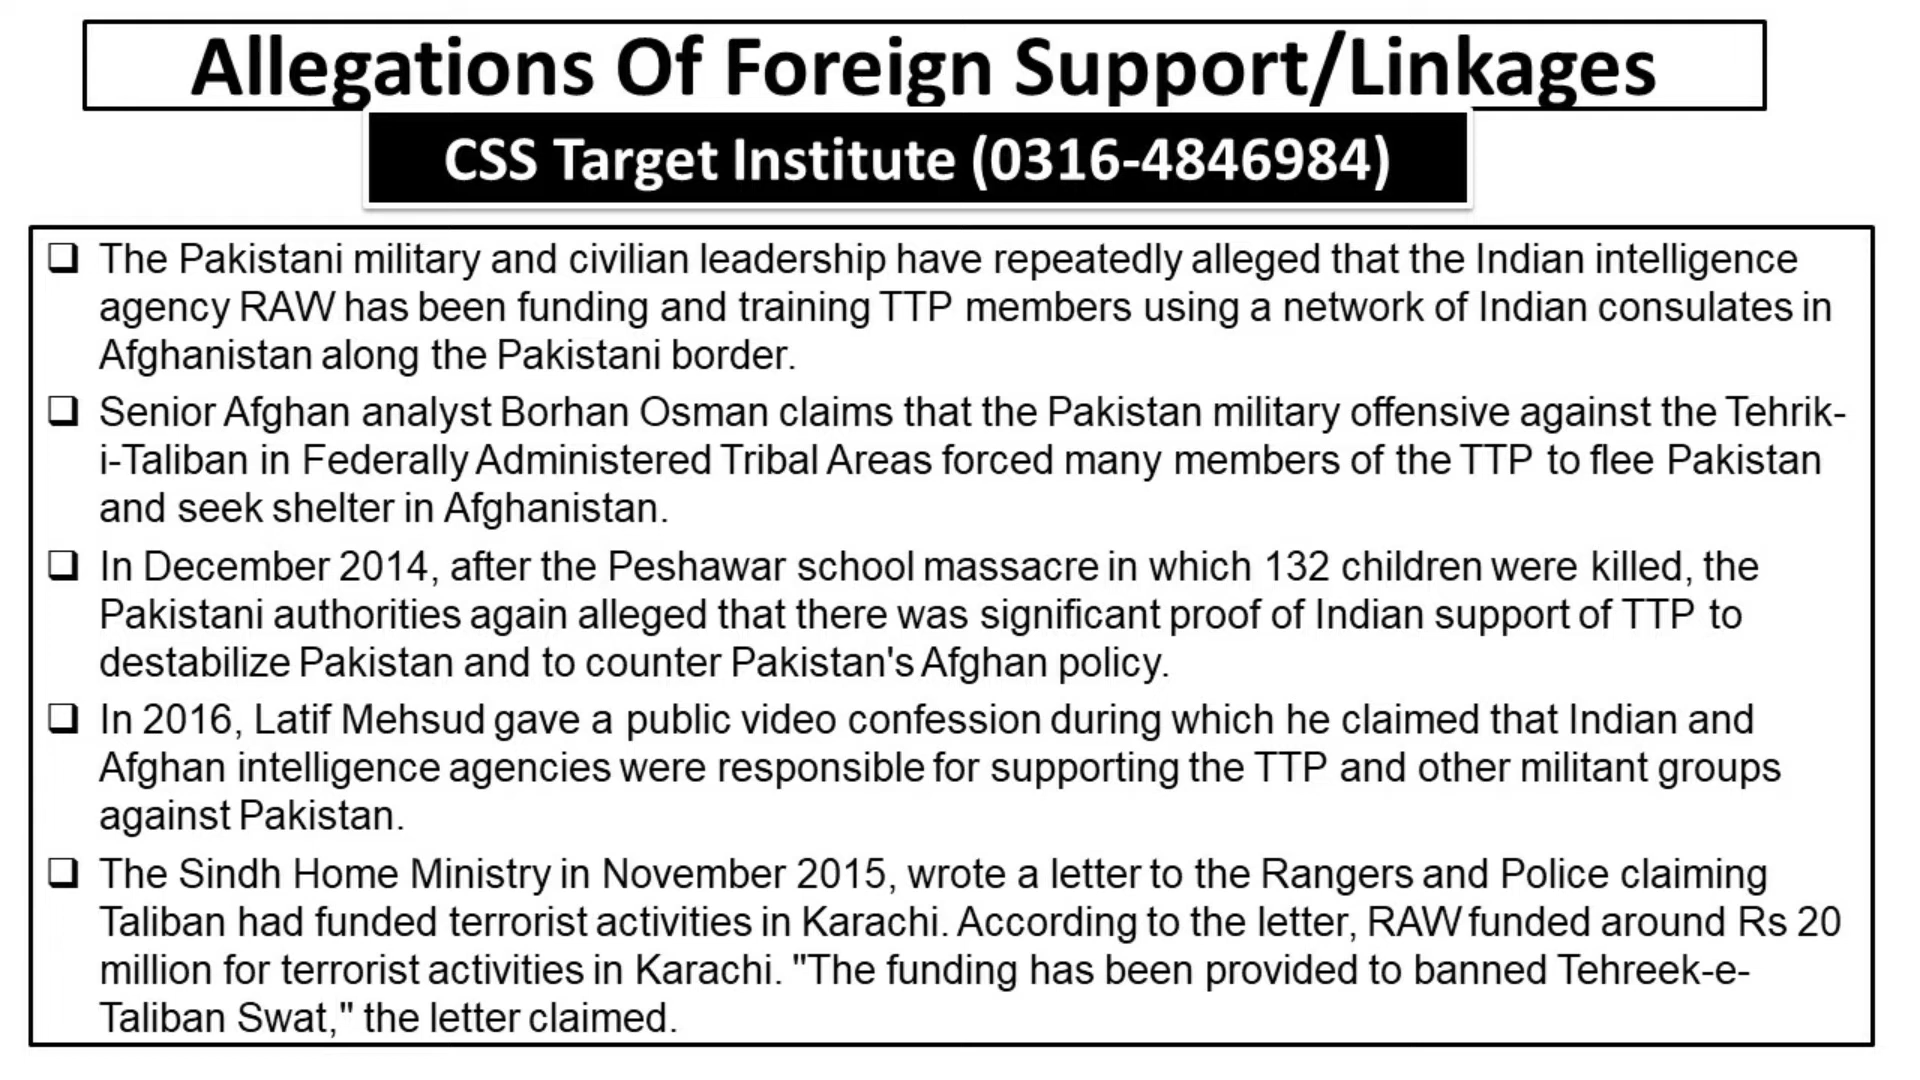 Allegations Of Foreign Support/Linkages
CSS Target Institute (0316-4846984)
❑ The Pakistani military and civilian leadership have repeatedly alleged that the Indian intelligence
agency RAW has been funding and training TTP members using a network of Indian consulates in
Afghanistan along the Pakistani border.
❑ Senior Afghan analyst Borhan Osman claims that the Pakistan military offensive against the Tehrik-
i-Taliban in Federally Administered Tribal Areas forced many members of the TTP to flee Pakistan
and seek shelter in Afghanistan.
❑ In December 2014, after the Peshawar school massacre in which 132 children were killed, the
Pakistani authorities again alleged that there was significant proof of Indian support of TTP to
destabilize Pakistan and to counter Pakistan's Afghan policy.
❑ In 2016, Latif Mehsud gave a public video confession during which he claimed that Indian and
Afghan intelligence agencies were responsible for supporting the TTP and other militant groups
against Pakistan.
❑ The Sindh Home Ministry in November 2015, wrote a letter to the Rangers and Police claiming
Taliban had funded terrorist activities in Karachi. According to the letter, RAW funded around Rs 20
million for terrorist activities in Karachi. "The funding has been provided to banned Tehreek-e-
Taliban Swat," the letter claimed.